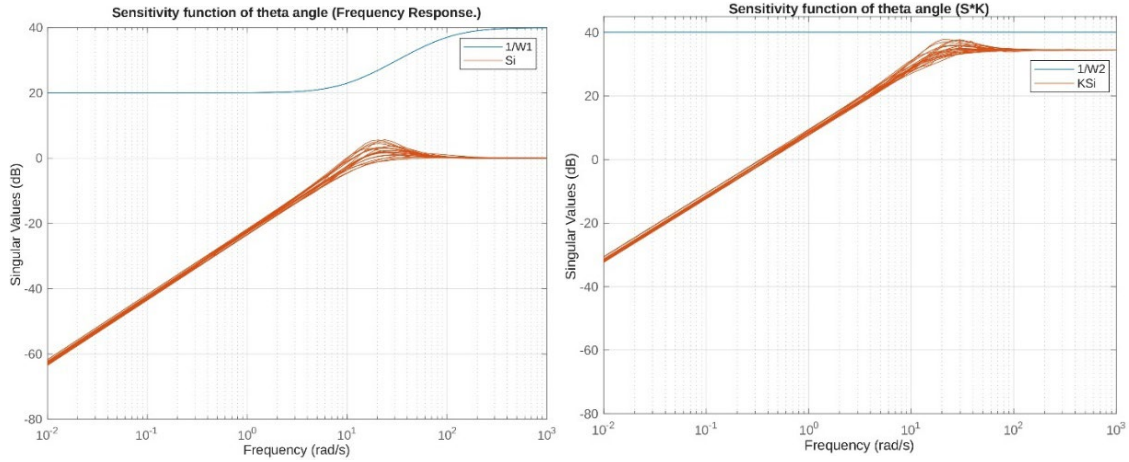 Sensitivity function of theta angle (Frequency Response.)
40
20
0
-20
-40
-60
-80
Singular Values (dB)
1/W1
Si
10^-2
10^-1
10^0
10^1
10^2
10^3
Frequency (rad/s)
Sensitivity function of theta angle (S*K)
40
20
0
-20
-40
-60
-80
Singular Values (dB)
1/W2
KSi
10^-2
10^-1
10^0
10^1
10^2
10^3
Frequency (rad/s)